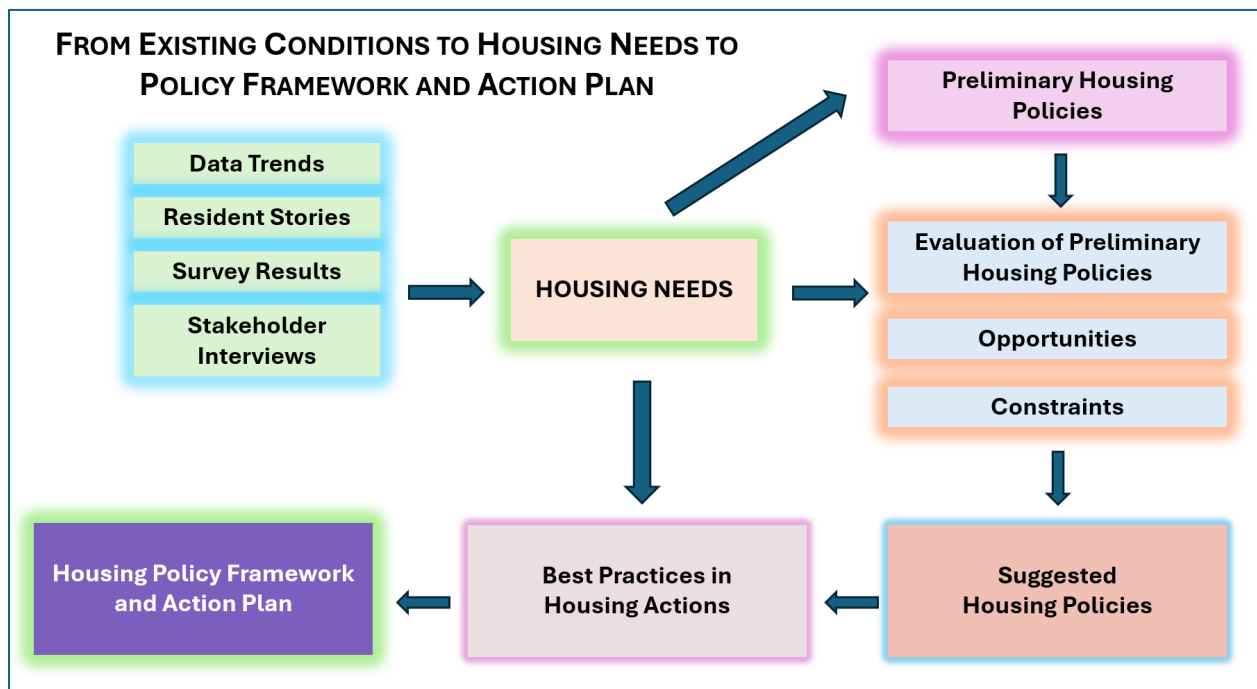 FROM EXISTING CONDITIONS TO HOUSING NEEDS TO
POLICY FRAMEWORK AND ACTION PLAN
Data Trends
Resident Stories
Survey Results
Stakeholder
Interviews
HOUSING NEEDS
Preliminary Housing
Policies
Evaluation of Preliminary
Housing Policies
Opportunities
Constraints
Suggested
Housing Policies
Best Practices in
Housing Actions
Housing Policy Framework
and Action Plan